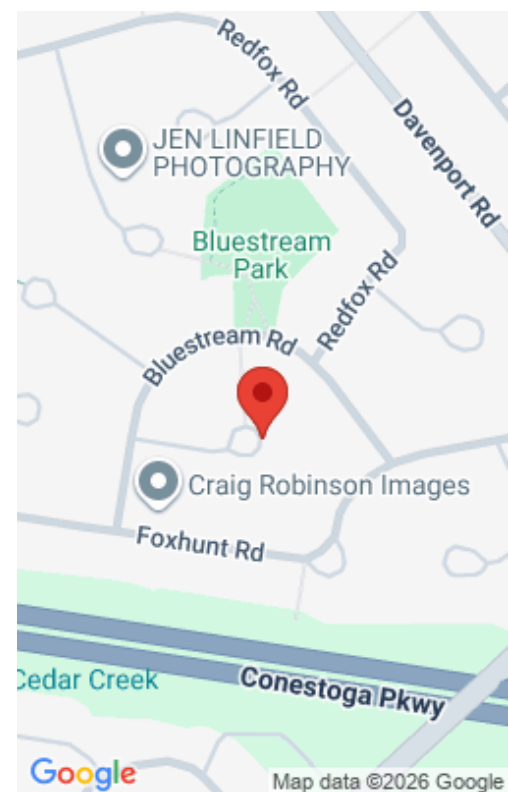 Redfox Rd
Davenport Rd
JEN LINFIELD
PHOTOGRAPHY
Bluestream
Park
Redfox Rd
Bluestream Rd
Craig Robinson Images
Foxhunt Rd
Cedar Creek
Conestoga Pkwy
Google
Map data ©2026 Google